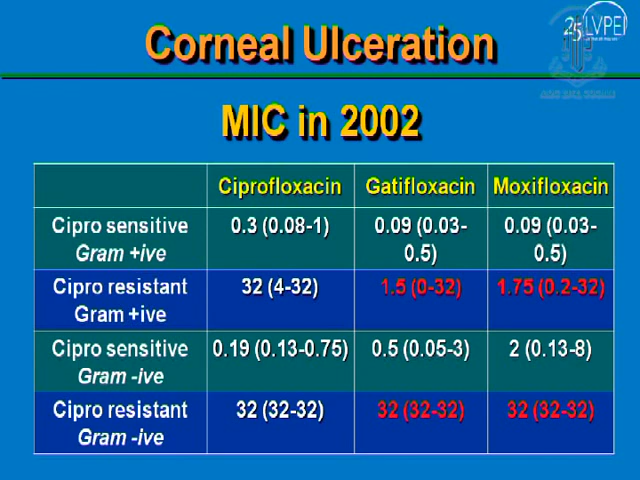 25 LVPEI
Corneal Ulceration
MIC in 2002
Ciprofloxacin Gatifloxacin Moxifloxacin
Cipro sensitive 0.3 (0.08-1) 0.09 (0.03- 0.09 (0.03-
Gram +ive 0.5) 0.5)
Cipro resistant 32 (4-32) 1.5 (0-32) 1.75 (0.2-32)
Gram +ive
Cipro sensitive 0.19 (0.13-0.75) 0.5 (0.05-3) 2 (0.13-8)
Gram -ive
Cipro resistant 32 (32-32) 32 (32-32) 32 (32-32)
Gram -ive